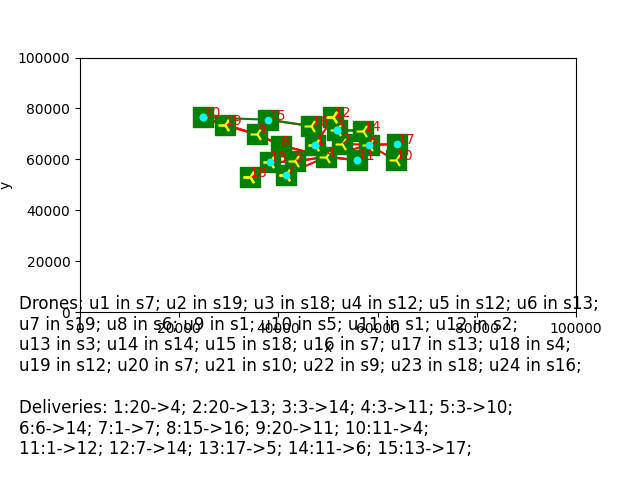 100000
80000
60000
40000
20000
0
y
0 20000 40000 60000 80000 100000
x
Drones: u1 in s7; u2 in s19; u3 in s18; u4 in s12; u5 in s12; u6 in s13;
u7 in s19; u8 in s6; u9 in s1; u10 in s5; u11 in s1; u12 in s2;
u13 in s3; u14 in s14; u15 in s18; u16 in s7; u17 in s13; u18 in s4;
u19 in s12; u20 in s7; u21 in s10; u22 in s9; u23 in s18; u24 in s16;
Deliveries: 1:20->4; 2:20->13; 3:3->14; 4:3->11; 5:3->10;
6:6->14; 7:1->7; 8:15->16; 9:20->11; 10:11->4;
11:1->12; 12:7->14; 13:17->5; 14:11->6; 15:13->17;